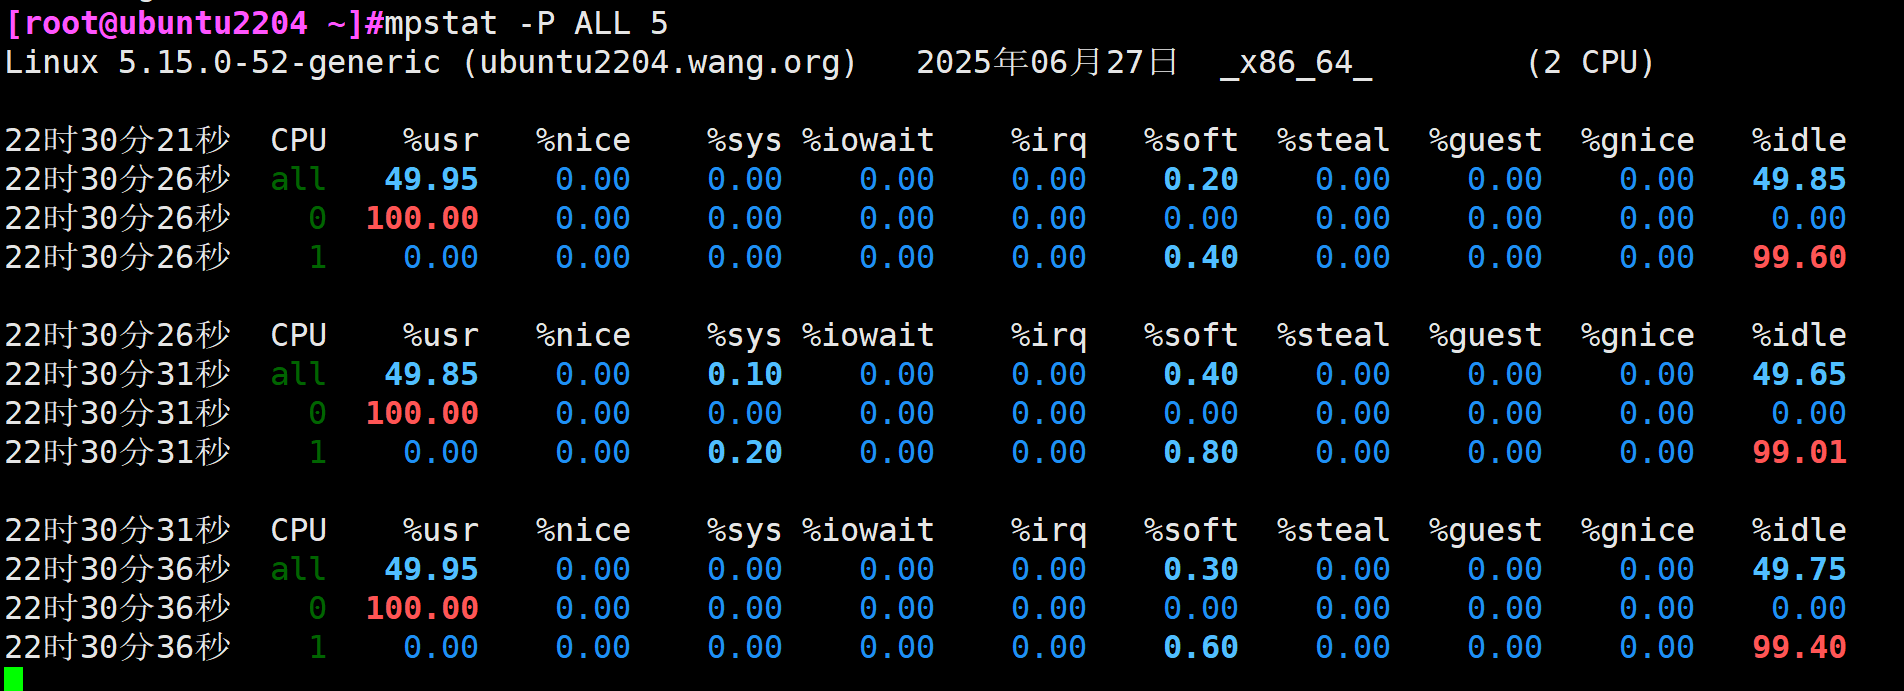 [root@ubuntu2204 ~]#mpstat -P ALL 5
Linux 5.15.0-52-generic (ubuntu2204.wang.org) 2025年06月27日 _x86_64_ (2 CPU)
22时30分21秒 CPU %usr %nice %sys %iowait %irq %soft %steal %guest %gnice %idle
22时30分26秒 all 49.95 0.00 0.00 0.00 0.00 0.20 0.00 0.00 0.00 49.85
22时30分26秒 0 100.00 0.00 0.00 0.00 0.00 0.00 0.00 0.00 0.00 0.00
22时30分26秒 1 0.00 0.00 0.00 0.00 0.00 0.40 0.00 0.00 0.00 99.60
22时30分26秒 CPU %usr %nice %sys %iowait %irq %soft %steal %guest %gnice %idle
22时30分31秒 all 49.85 0.00 0.10 0.00 0.00 0.40 0.00 0.00 0.00 49.65
22时30分31秒 0 100.00 0.00 0.00 0.00 0.00 0.00 0.00 0.00 0.00 0.00
22时30分31秒 1 0.00 0.00 0.20 0.00 0.00 0.80 0.00 0.00 0.00 99.01
22时30分31秒 CPU %usr %nice %sys %iowait %irq %soft %steal %guest %gnice %idle
22时30分36秒 all 49.95 0.00 0.00 0.00 0.00 0.30 0.00 0.00 0.00 49.75
22时30分36秒 0 100.00 0.00 0.00 0.00 0.00 0.00 0.00 0.00 0.00 0.00
22时30分36秒 1 0.00 0.00 0.00 0.00 0.00 0.60 0.00 0.00 0.00 99.40